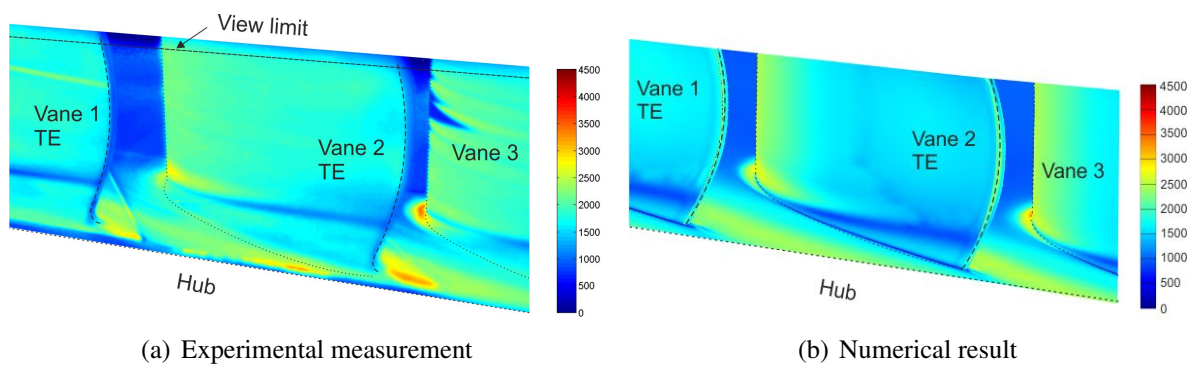 View limit
Vane 1
TE
Vane 2
TE
Vane 3
Hub
4500
4000
3500
3000
2500
2000
1500
1000
500
0
(a) Experimental measurement
Vane 1
TE
Vane 2
TE
Vane 3
Hub
4500
4000
3500
3000
2500
2000
1500
1000
500
0
(b) Numerical result